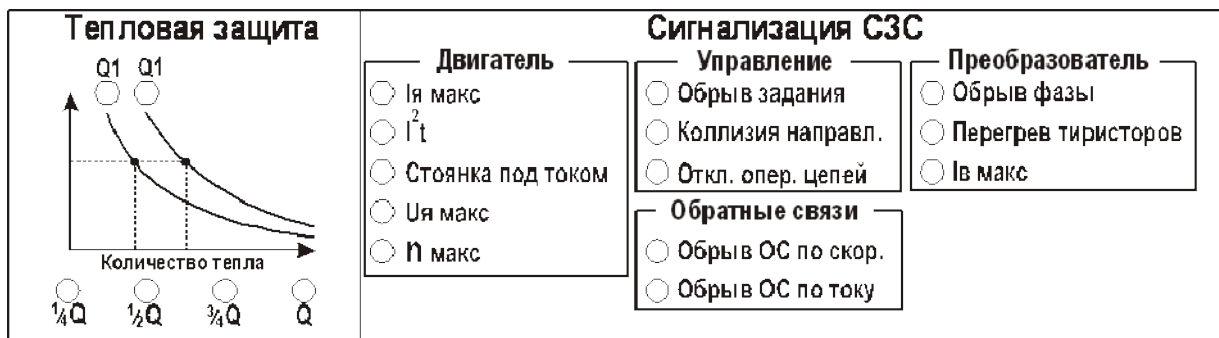 Тепловая защита
Q1 Q1
Количество тепла
¼Q ½Q ¾Q Q
Сигнализация СЗС
Двигатель
Iя макс
I²t
Стоянка под током
Uя макс
n макс
Управление
Обрыв задания
Коллизия направл.
Откл. опер. цепей
Обратные связи
Обрыв ОС по скор.
Обрыв ОС по току
Преобразователь
Обрыв фазы
Перегрев тиристоров
Iв макс